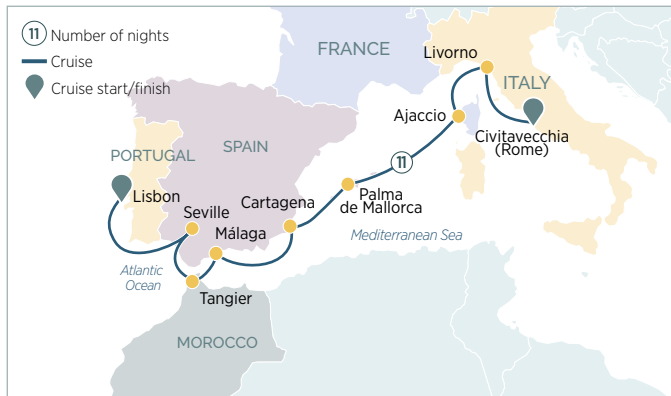 11 Number of nights
Cruise
Cruise start/finish
FRANCE
Livorno
ITALY
Ajaccio
Civitavecchia
(Rome)
PORTUGAL
SPAIN
11
Lisbon
Seville
Cartagena
Palma
de Mallorca
Málaga
Mediterranean Sea
Atlantic
Ocean
Tangier
MOROCCO